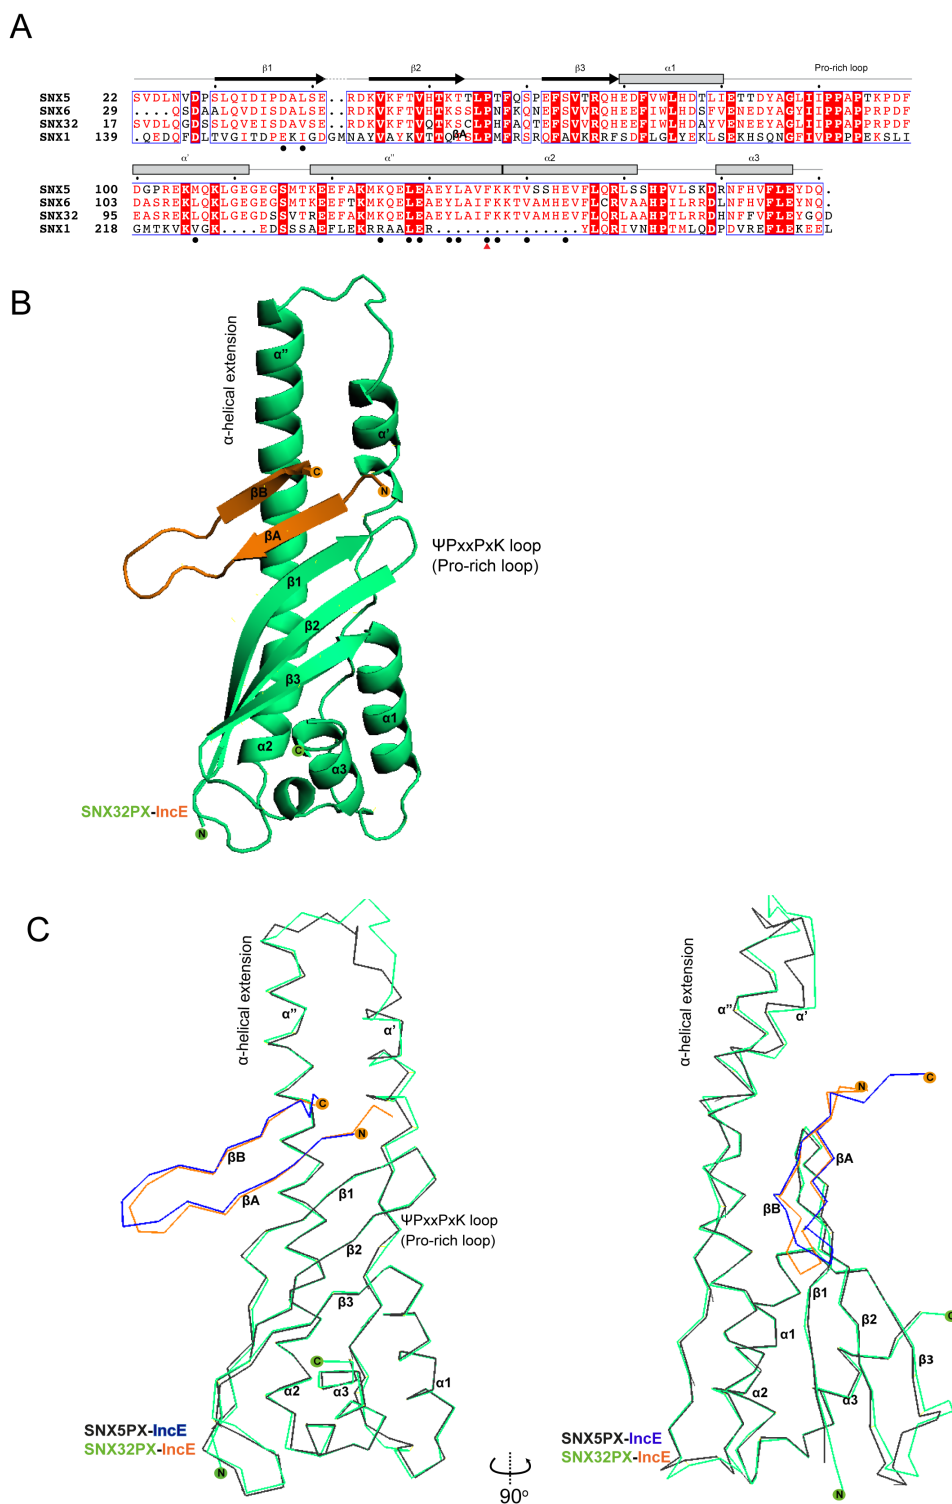 A
β1 β2 β3 α1 Pro-rich loop
SNX5 22 SVDLNVDPSLQIDIPDALSE..RDKVKFTVHTKTTLPTFQSPEFSVTRQHEDFVWLHDTLIETTDYAGLIIPPAPTKPDF
SNX6 29 ....QSDAALQVDISDALSE..RDKVKFTVHTKSSLPNFKQNEFSVVRQHEEFIWLHDSFVENEDYAGYIIPPAPPRPDF
SNX32 17 SVDLQGDSSLQVEISDAVSE..RDKVKFTVQTKSCLPHFAQTEFSVVRQHEEFIWLHDAYVENEEYAGLIIPPAPPRPDF
SNX1 139 .QEDQFDLTVGITDPEKIGDGMNAYVAYKVTTQTSLPMFRSRQFAVKRRFSDFLGLYEKLSEKHSQNGFIVPPPPEKSLI
βA
α' α'' α2 α3
SNX5 100 DGPREKMQKLGEGEGSMTKEEFAKMKQELEAEYLAVFKKTVSSHEVFLQRLSSHPVLSKDRNFHVFLEYDQ.
SNX6 103 DASREKLQKLGEGEGSMTKEEFTKMKQELEAEYLAIFKKTVAMHEVFLCRVAAHPILRRDLNFHVFLEYNQ.
SNX32 95 EASREKLQKLGEGDSSVTREEFAKMKQELEAEYLAIFKKTVAMHEVFLQRLAAHPTLRRDHNFFVFLEYGQD
SNX1 218 GMTKVKVG....EDSSSAEFLEKRRAALER...............YLQRIVNHPTMLQDPDVREFLEKEEL
B
α-helical extension
α''
α'
C
N
βB
βA
ΨPxxPxK loop
(Pro-rich loop)
β1
β2
β3
α1
α2
C
α3
SNX32PX-IncE
N
C
α-helical extension
α''
α'
C
N
βB
βA
β1
ΨPxxPxK loop
(Pro-rich loop)
β2
β3
C
α2
α3
α1
SNX5PX-IncE
SNX32PX-IncE
N
90°
α-helical extension
α''
α'
N
C
βA
βB
β1
β2
C
α1
β3
α2
α3
SNX5PX-IncE
SNX32PX-IncE
N